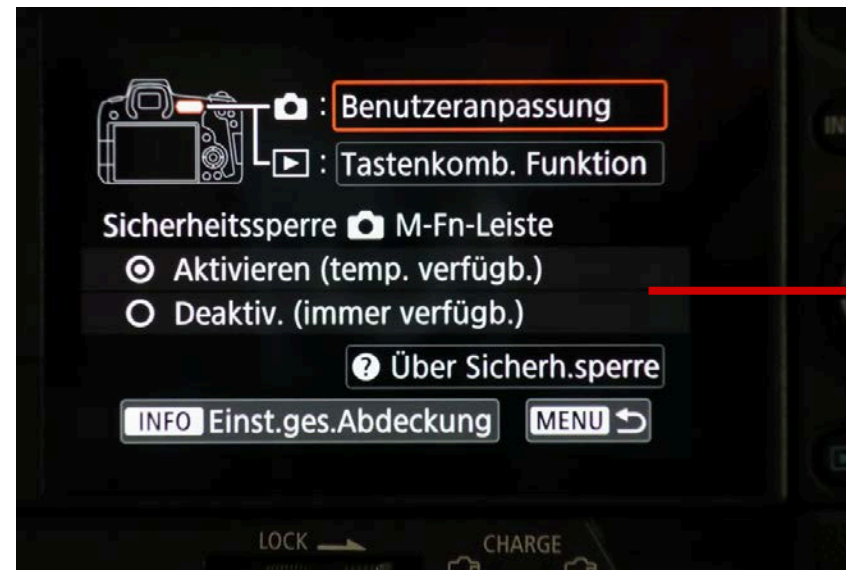 : Benutzeranpassung
: Tastenkomb. Funktion
Sicherheitssperre M-Fn-Leiste
Aktivieren (temp. verfügb.)
Deaktiv. (immer verfügb.)
? Über Sicherh.sperre
INFO Einst.ges.Abdeckung MENU
LOCK CHARGE